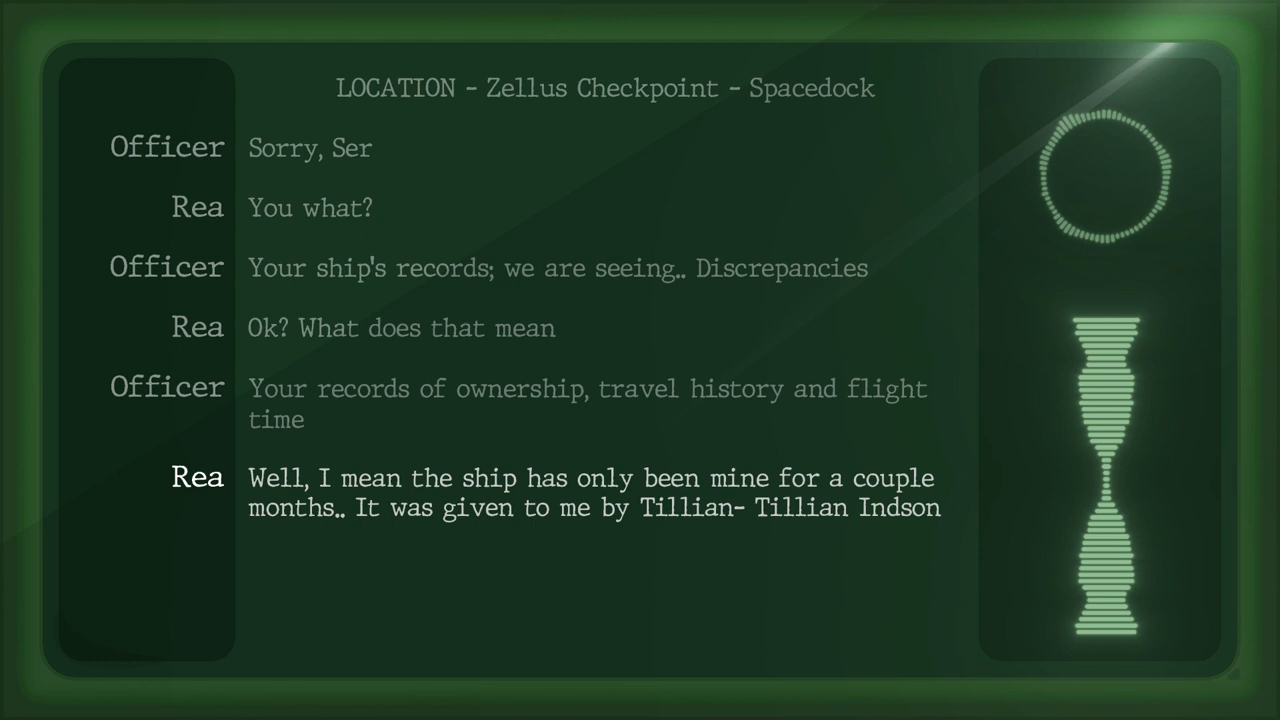 LOCATION - Zellus Checkpoint - Spacedock
Officer Sorry, Ser
Rea You what?
Officer Your ship's records; we are seeing.. Discrepancies
Rea Ok? What does that mean
Officer Your records of ownership, travel history and flight
time
Rea Well, I mean the ship has only been mine for a couple
months.. It was given to me by Tillian- Tillian Indson